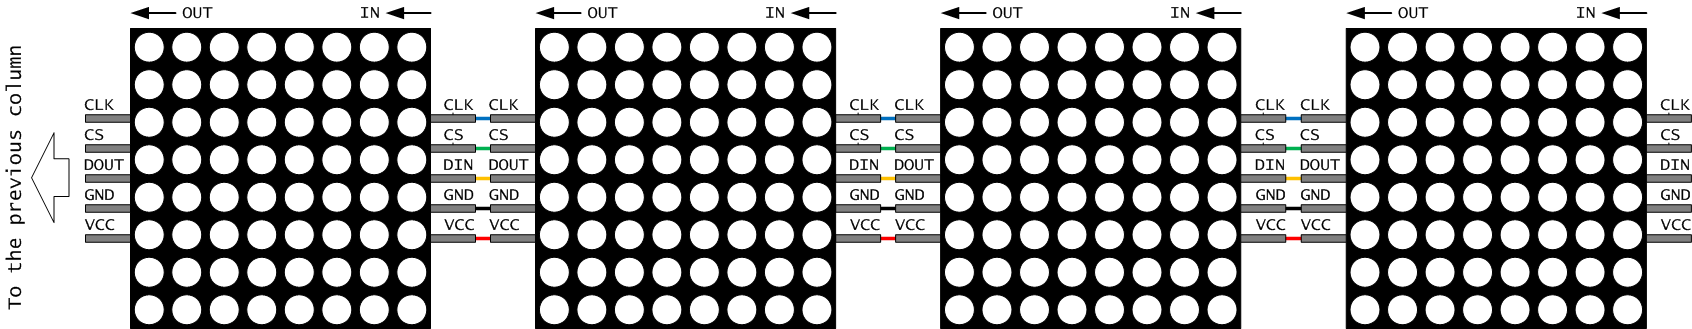 OUT IN OUT IN OUT IN OUT IN
CLK CLK CLK CLK CLK CLK CLK CLK
CS CS CS CS CS CS CS CS
DOUT DIN DOUT DIN DOUT DIN DOUT DIN
GND GND GND GND GND GND GND GND
VCC VCC VCC VCC VCC VCC VCC VCC
To the previous column